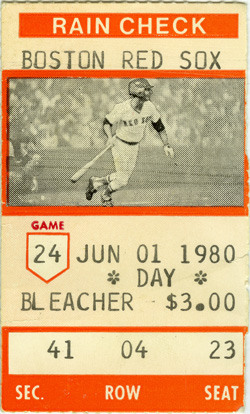 RAIN CHECK
BOSTON RED SOX
RED SOX
GAME
24 JUN 01 1980
* DAY *
BLEACHER $3.00
41 04 23
SEC. ROW SEAT